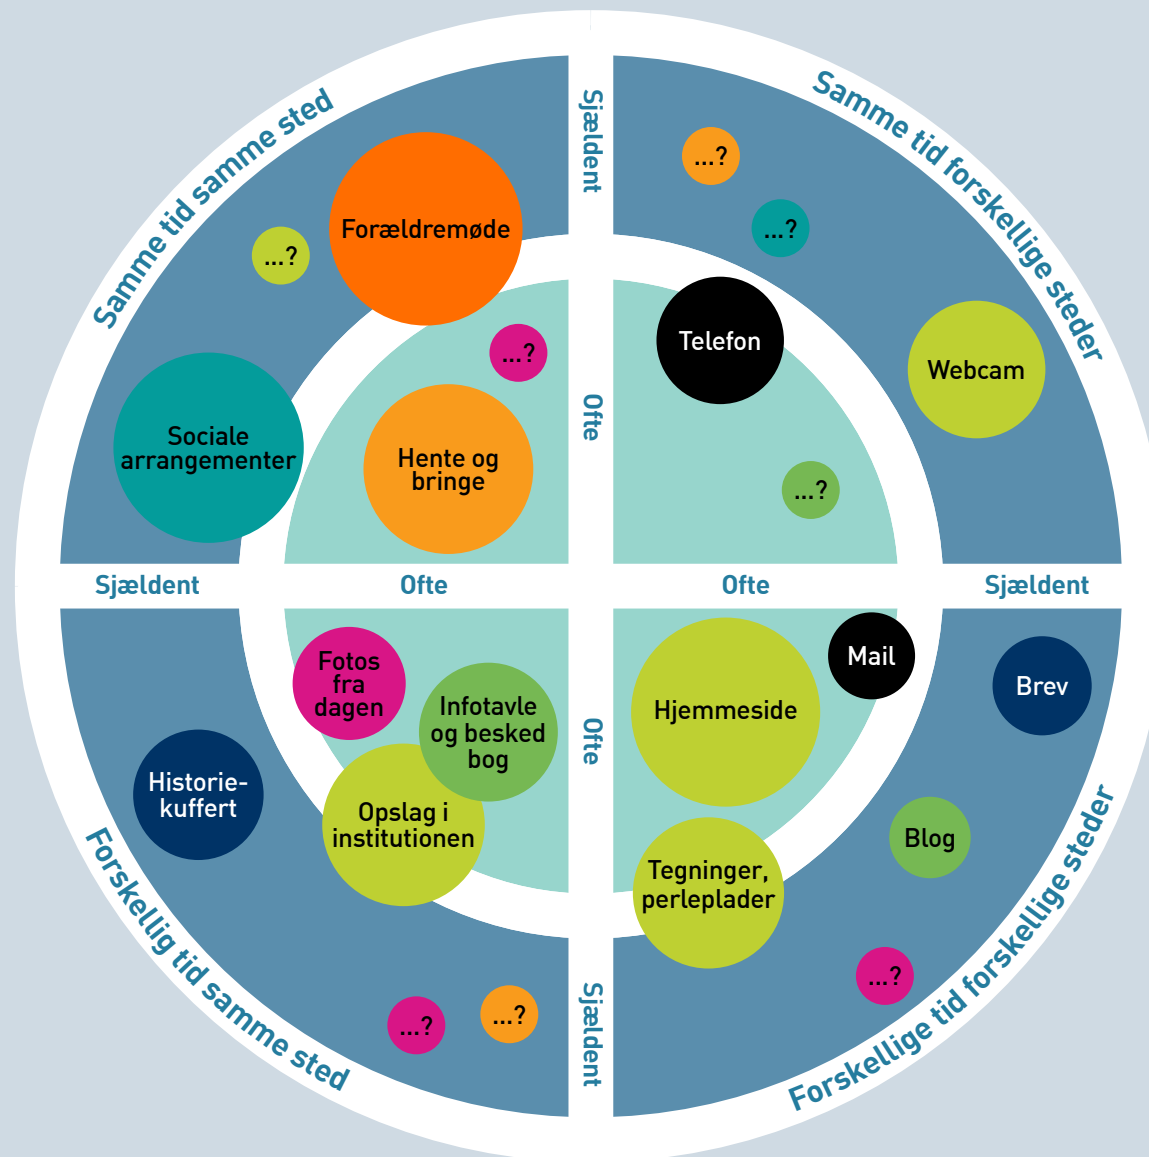 Samme tid samme sted
Sjældent
Samme tid forskellige steder
Forældremøde
...?
...?
...?
Sociale
arrangementer
...?
Hente og
bringe
Ofte
Telefon
...?
Webcam
Sjældent
Ofte
Ofte
Sjældent
Fotos
fra
dagen
Infotavle
og besked
bog
Opslag i
institutionen
Historie-
kuffert
Ofte
Hjemmeside
Mail
Brev
Tegninger,
perleplader
Blog
...?
...?
...?
Sjældent
Forskellig tid samme sted
Forskellige tid forskellige steder